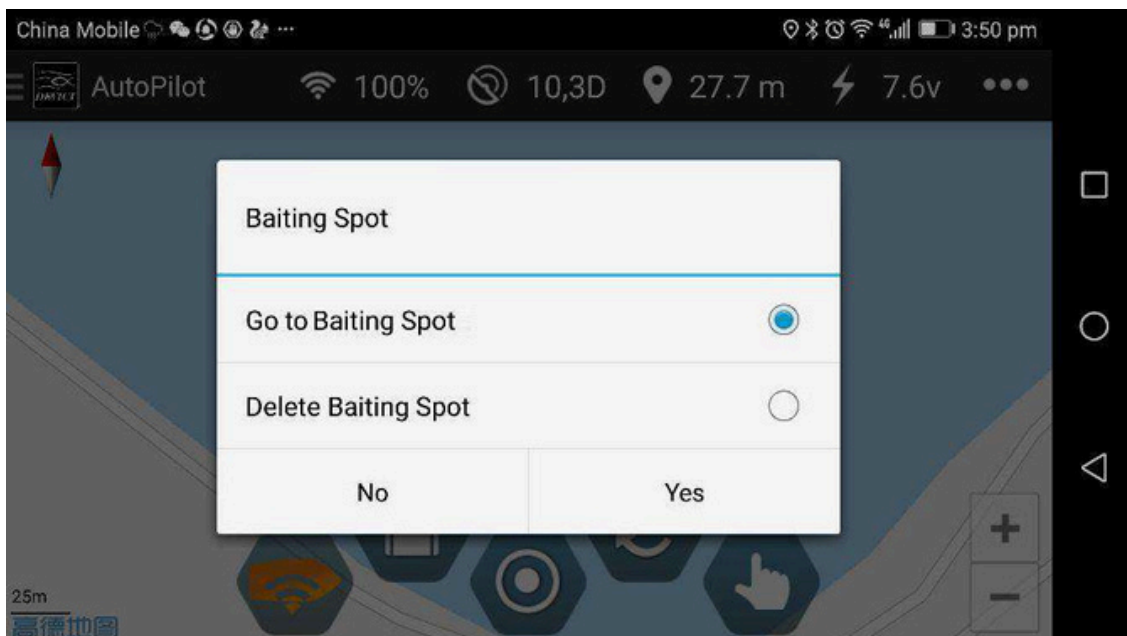 China Mobile ... 46 3:50 pm
AutoPilot 100% 10,3D 27.7 m 7.6v
Baiting Spot
Go to Baiting Spot
Delete Baiting Spot
No Yes
+
25m
高德地图
−